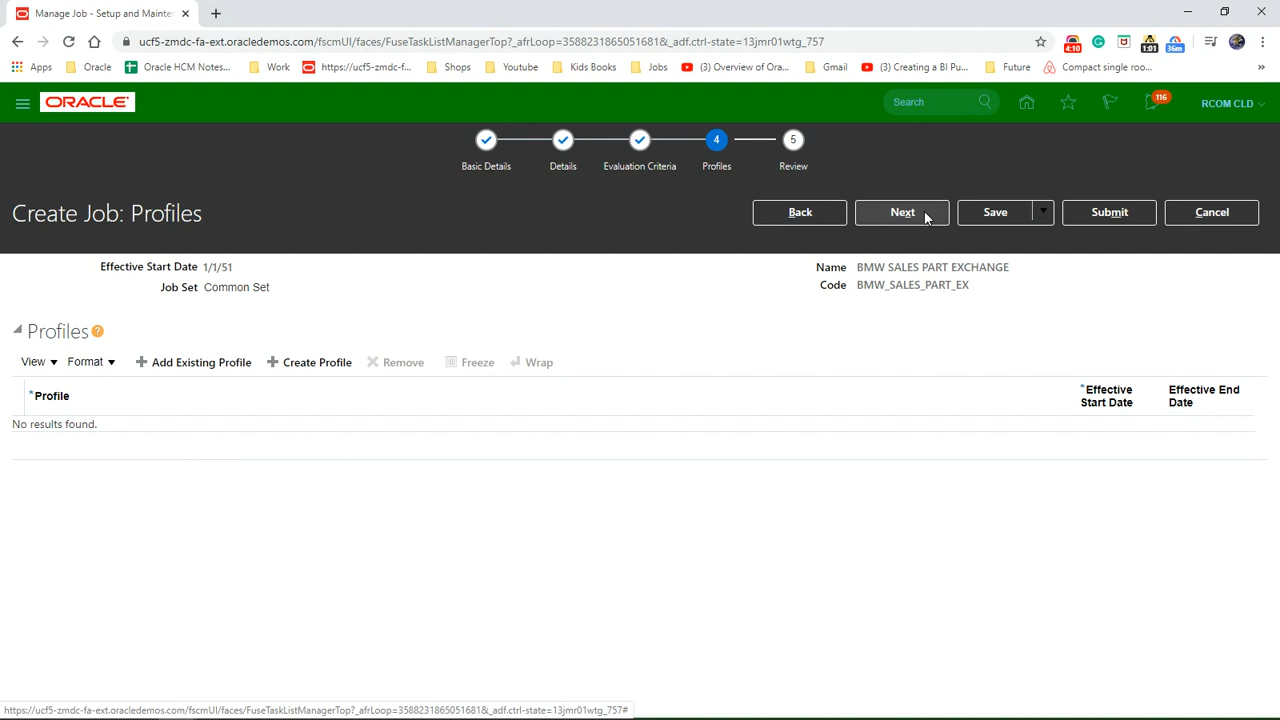 Manage Job - Setup and Mainten
ucf5-zmdc-fa-ext.oracledemos.com/fscmUI/faces/FuseTaskListManagerTop?_afrLoop=3588231865051681&_adf.ctrl-state=13jmr01wtg_757
4:10
1:01
36m
Apps
Oracle
Oracle HCM Notes...
Work
https://ucf5-zmdc-f...
Shops
Youtube
Kids Books
Jobs
(3) Overview of Ora...
Gmail
(3) Creating a BI Pu...
Future
Compact single roo...
»
ORACLE
Search
116
RCOM CLD
4
5
Basic Details
Details
Evaluation Criteria
Profiles
Review
Create Job: Profiles
Back
Next
Save
Submit
Cancel
Effective Start Date 1/1/51
Job Set Common Set
Name BMW SALES PART EXCHANGE
Code BMW_SALES_PART_EX
Profiles ?
View
Format
Add Existing Profile
Create Profile
Remove
Freeze
Wrap
*Profile
*Effective
Start Date
Effective End
Date
No results found.
https://ucf5-zmdc-fa-ext.oracledemos.com/fscmUI/faces/FuseTaskListManagerTop?_afrLoop=3588231865051681&_adf.ctrl-state=13jmr01wtg_757#